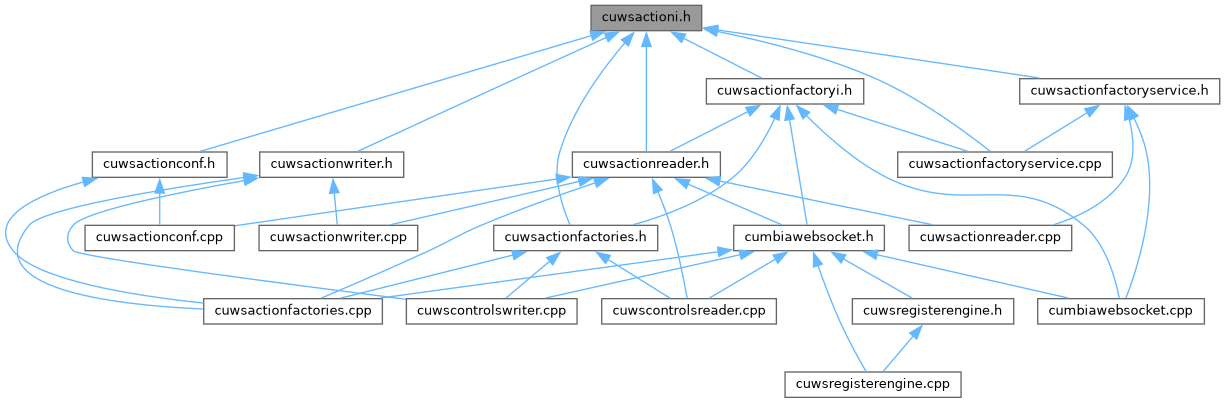 cuwsactioni.h
cuwsactionfactoryi.h
cuwsactionfactoryservice.h
cuwsactionconf.h
cuwsactionwriter.h
cuwsactionreader.h
cuwsactionfactoryservice.cpp
cuwsactionconf.cpp
cuwsactionwriter.cpp
cuwsactionfactories.h
cumbiawebsocket.h
cuwsactionreader.cpp
cuwsactionfactories.cpp
cuwscontrolswriter.cpp
cuwscontrolsreader.cpp
cuwsregisterengine.h
cumbiawebsocket.cpp
cuwsregisterengine.cpp